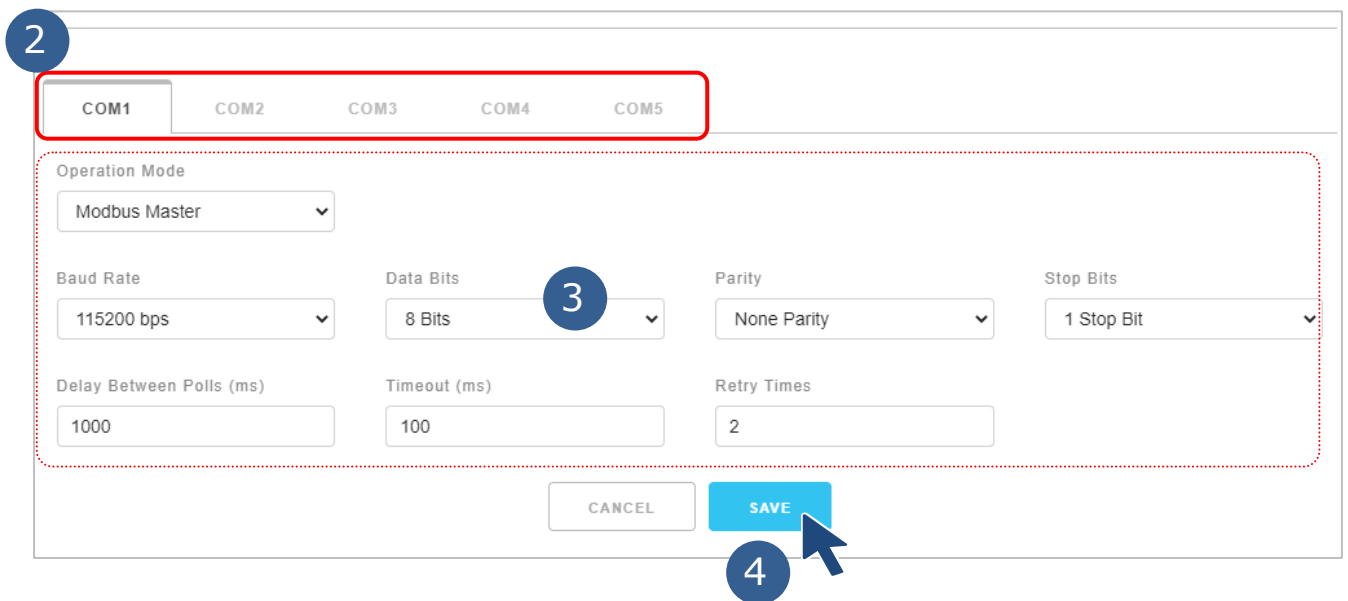 2
COM1 COM2 COM3 COM4 COM5
Operation Mode
Modbus Master
Baud Rate Data Bits Parity Stop Bits
115200 bps 8 Bits 3 None Parity 1 Stop Bit
Delay Between Polls (ms) Timeout (ms) Retry Times
1000 100 2
CANCEL SAVE
4